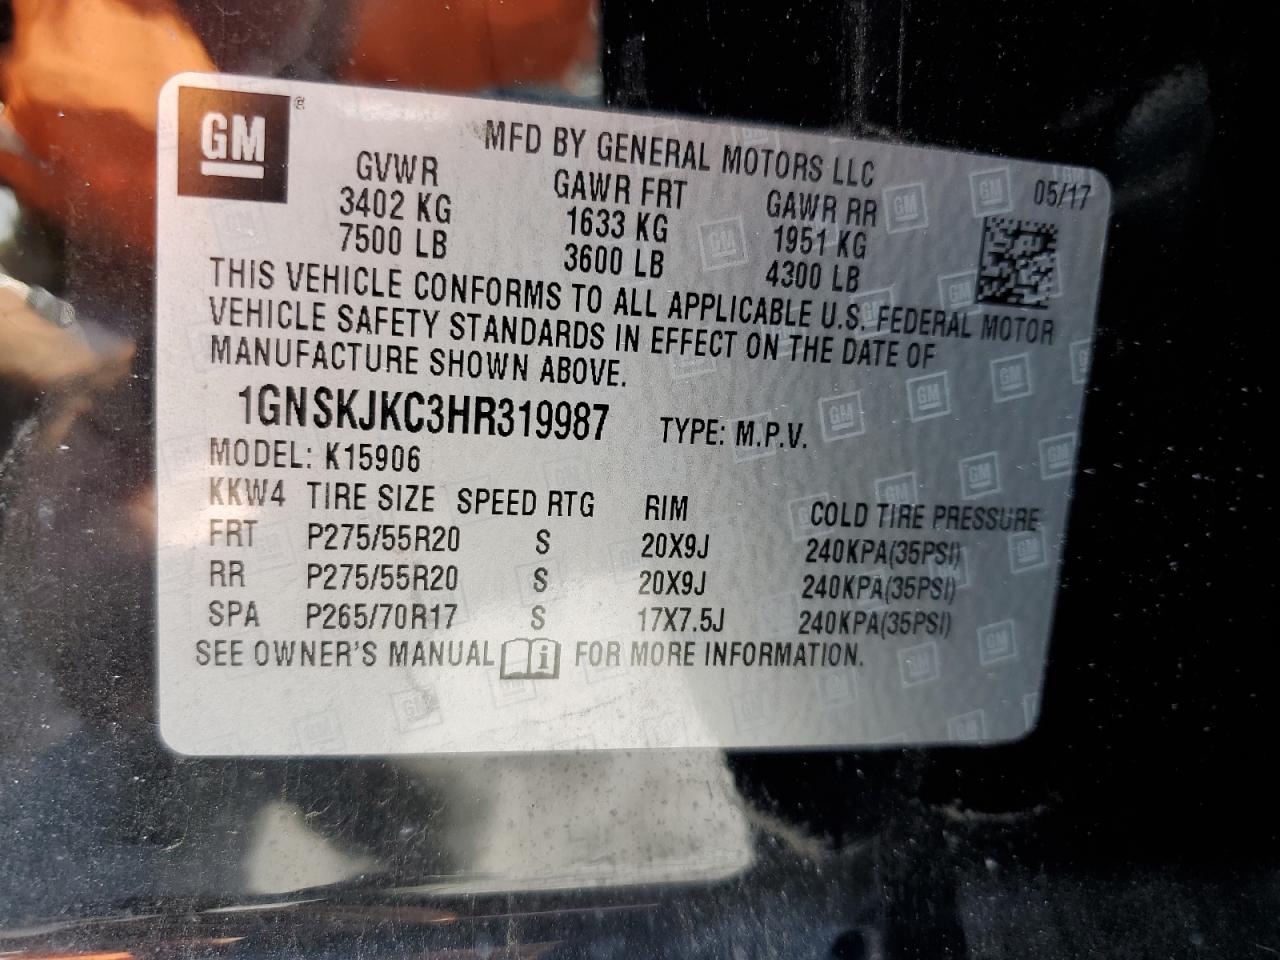 GM
MFD BY GENERAL MOTORS LLC
05/17
GVWR GAWR FRT GAWR RR
3402 KG 1633 KG 1951 KG
7500 LB 3600 LB 4300 LB
THIS VEHICLE CONFORMS TO ALL APPLICABLE U.S. FEDERAL MOTOR
VEHICLE SAFETY STANDARDS IN EFFECT ON THE DATE OF
MANUFACTURE SHOWN ABOVE.
1GNSKJKC3HR319987 TYPE: M.P.V.
MODEL: K15906
KKW4 TIRE SIZE SPEED RTG RIM COLD TIRE PRESSURE
FRT P275/55R20 S 20X9J 240KPA(35PSI)
RR P275/55R20 S 20X9J 240KPA(35PSI)
SPA P265/70R17 S 17X7.5J 240KPA(35PSI)
SEE OWNER'S MANUAL i FOR MORE INFORMATION.